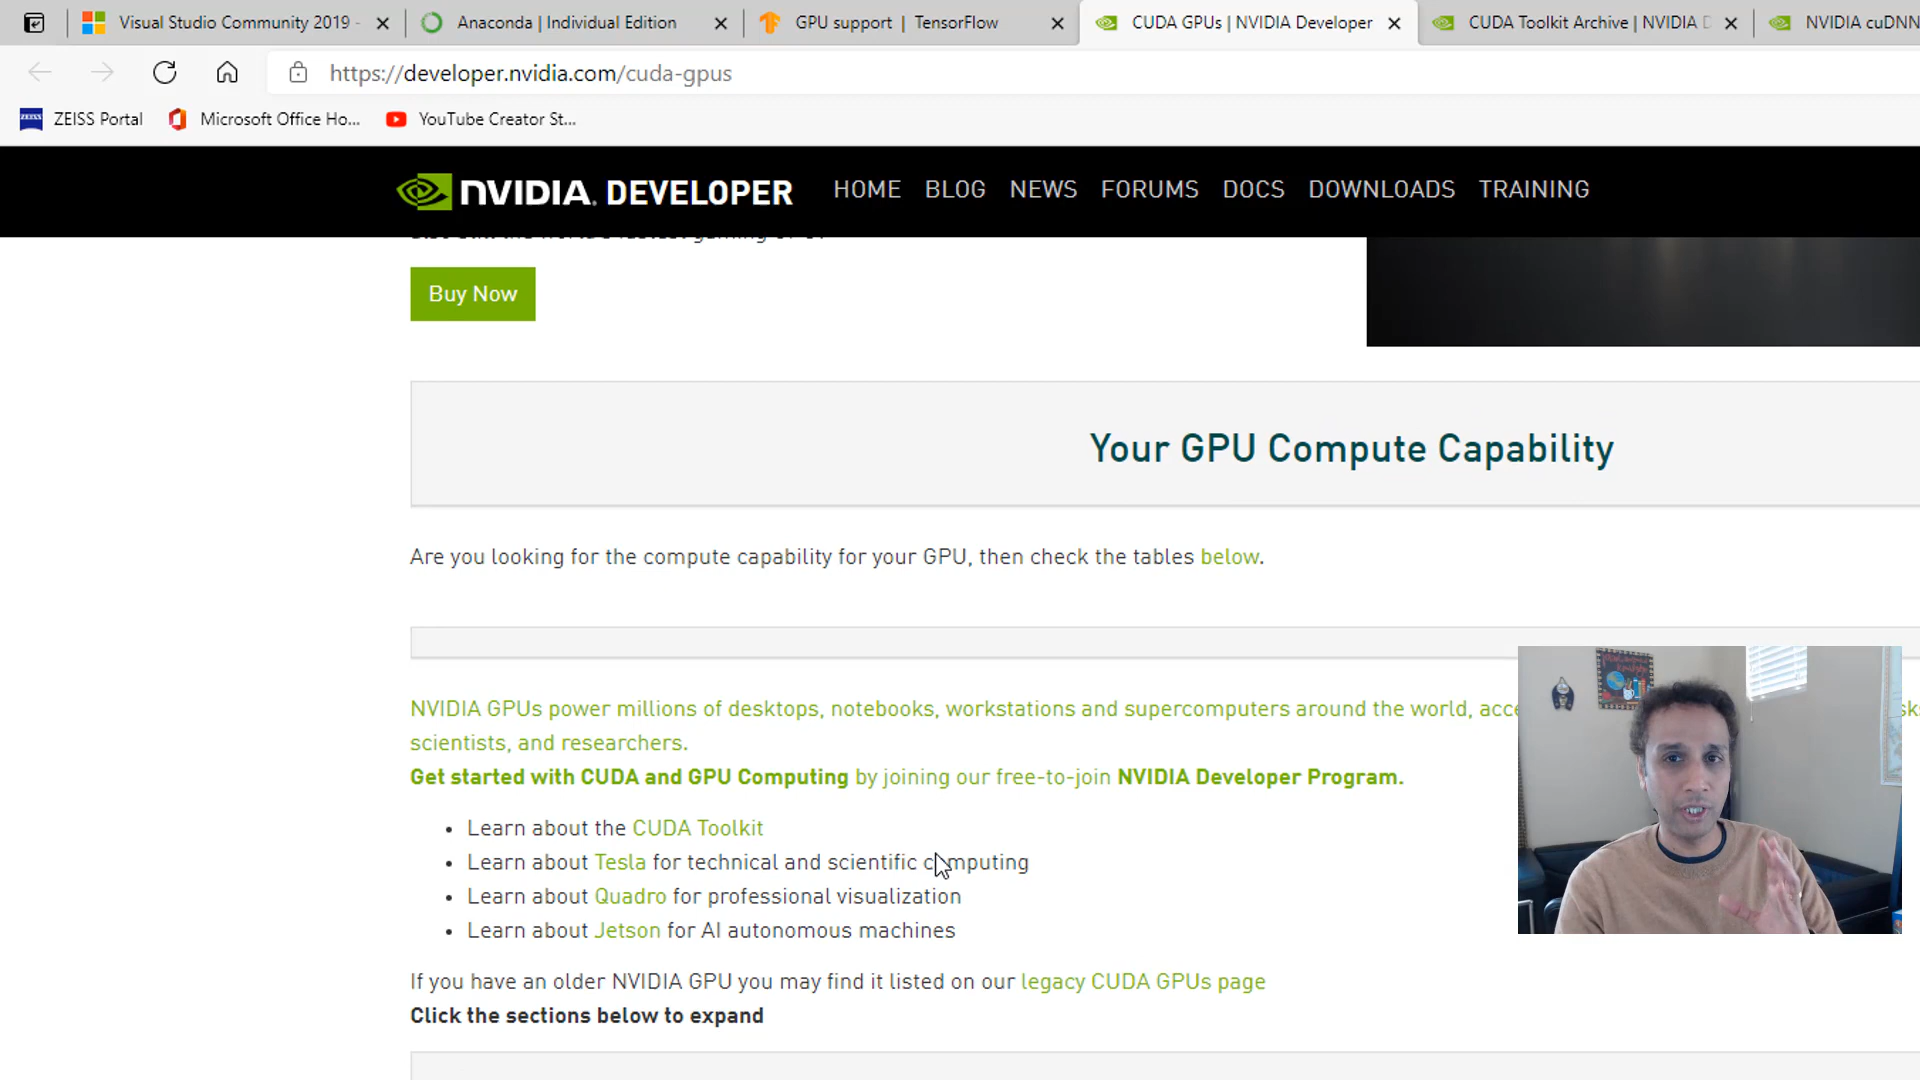 Visual Studio Community 2019 -
Anaconda | Individual Edition
GPU support | TensorFlow
CUDA GPUs | NVIDIA Developer
CUDA Toolkit Archive | NVIDIA D
NVIDIA cuDNN
https://developer.nvidia.com/cuda-gpus
ZEISS Portal
Microsoft Office Ho...
YouTube Creator St...
NVIDIA. DEVELOPER
HOME BLOG NEWS FORUMS DOCS DOWNLOADS TRAINING
Buy Now
Your GPU Compute Capability
Are you looking for the compute capability for your GPU, then check the tables below.
NVIDIA GPUs power millions of desktops, notebooks, workstations and supercomputers around the world,
scientists, and researchers.
Get started with CUDA and GPU Computing by joining our free-to-join NVIDIA Developer Program.
• Learn about the CUDA Toolkit
• Learn about Tesla for technical and scientific computing
• Learn about Quadro for professional visualization
• Learn about Jetson for AI autonomous machines
If you have an older NVIDIA GPU you may find it listed on our legacy CUDA GPUs page
Click the sections below to expand